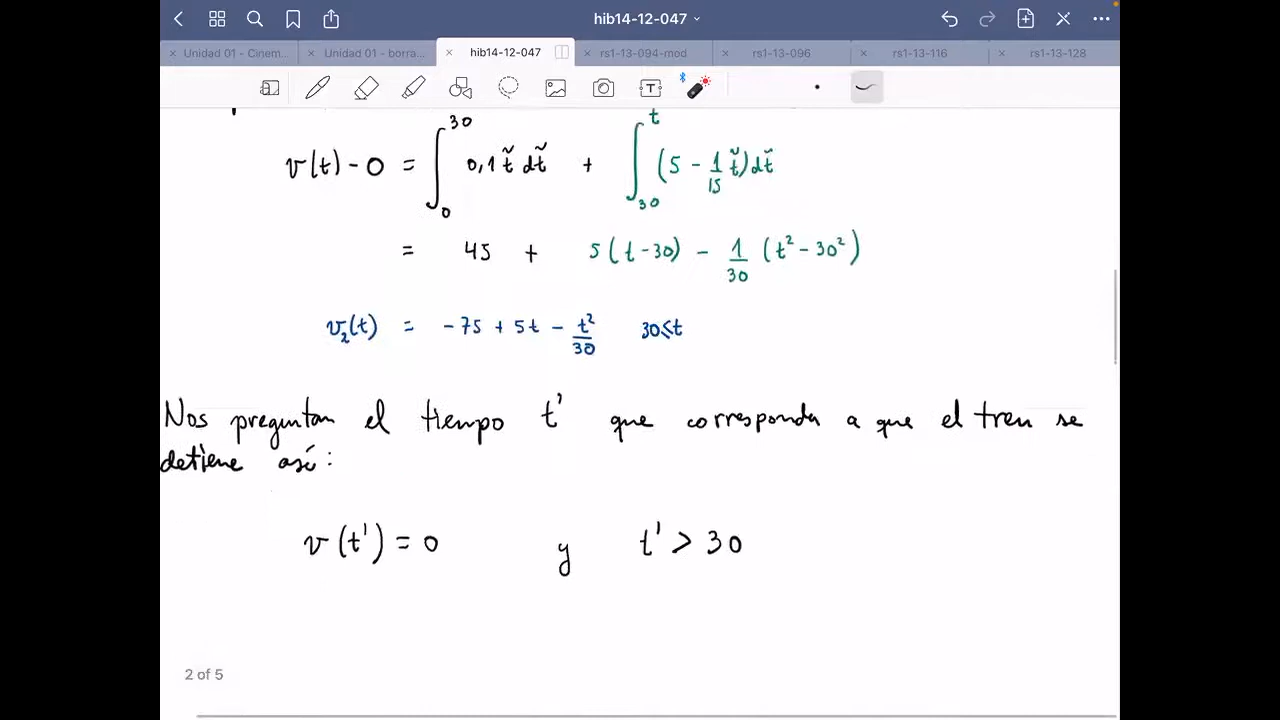 hib14-12-047
Unidad 01 - Cinem...
Unidad 01 - borra...
hib14-12-047
rs1-13-094-mod
rs1-13-096
rs1-13-116
rs1-13-128
T
v(t) - 0 = ∫₀³⁰ 0,1 t̃ dt̃ + ∫₃₀ᵗ (5 - 1/15 t̃) dt̃
= 45 + 5(t - 30) - 1/30 (t² - 30²)
v₂(t) = -75 + 5t - t²/30 30≤t
Nos preguntan el tiempo t' que corresponda a que el tren se
detiene así:
v(t') = 0 y t' > 30
2 of 5